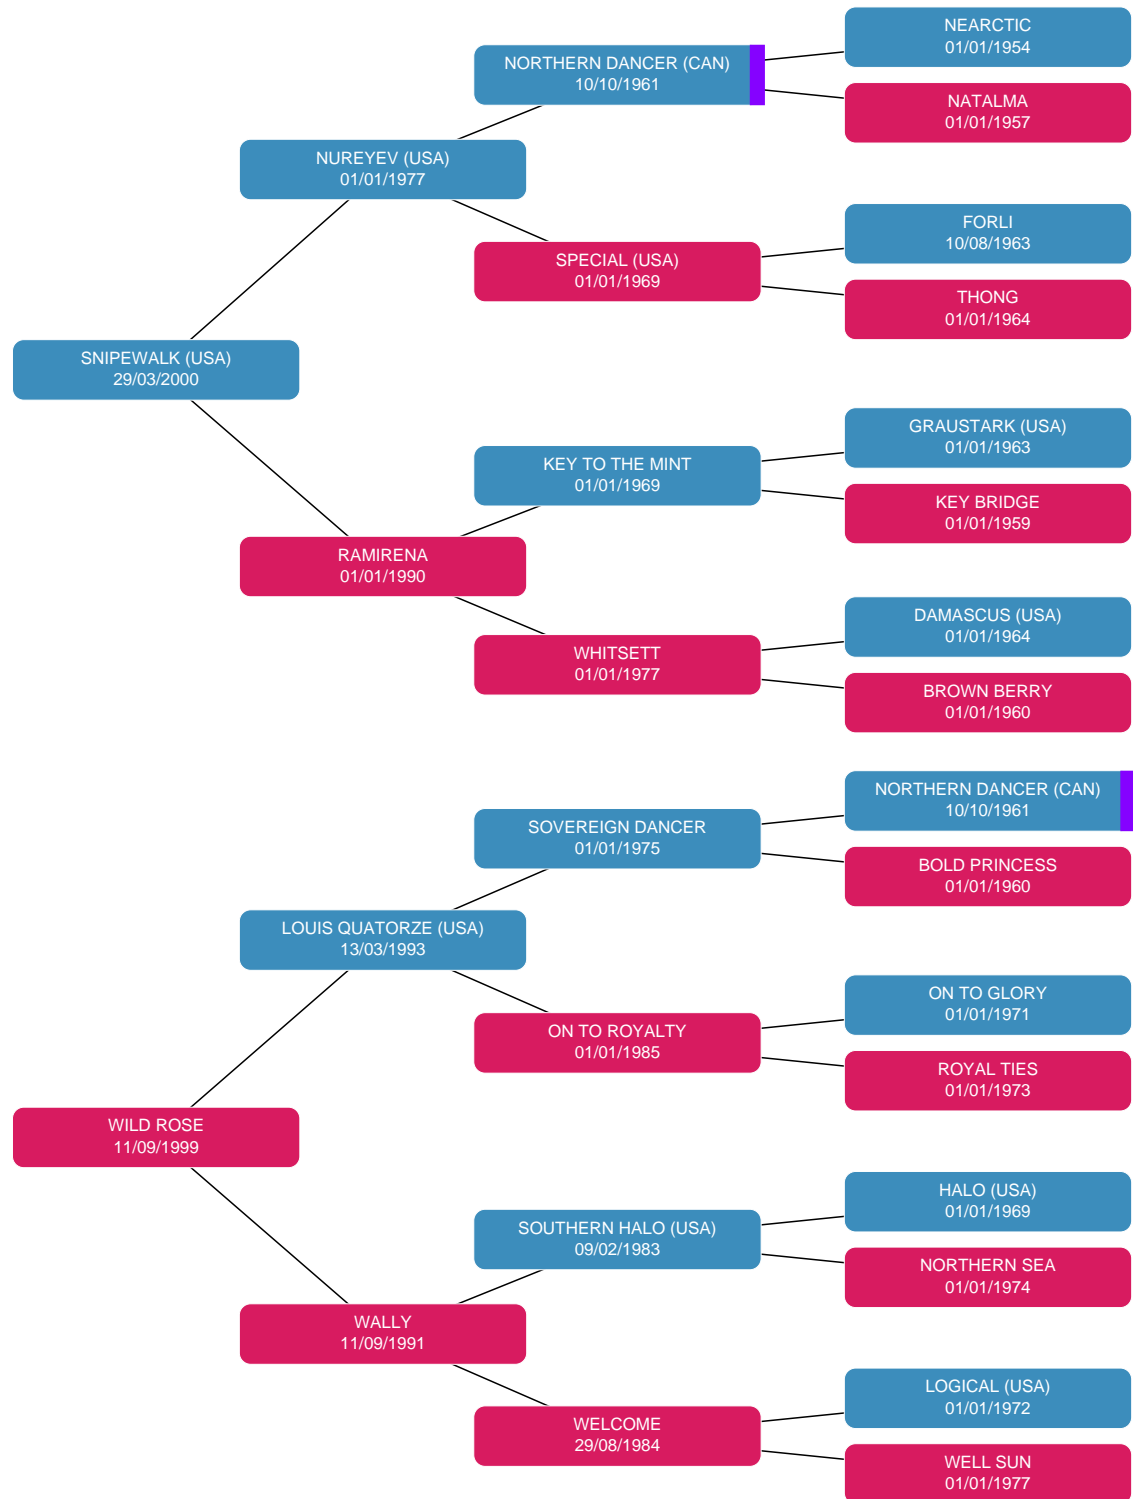 NEARCTIC
01/01/1954
NORTHERN DANCER (CAN)
10/10/1961
NATALMA
01/01/1957
NUREYEV (USA)
01/01/1977
FORLI
10/08/1963
SPECIAL (USA)
01/01/1969
THONG
01/01/1964
SNIPEWALK (USA)
29/03/2000
GRAUSTARK (USA)
01/01/1963
KEY TO THE MINT
01/01/1969
KEY BRIDGE
01/01/1959
RAMIRENA
01/01/1990
DAMASCUS (USA)
01/01/1964
WHITSETT
01/01/1977
BROWN BERRY
01/01/1960
NORTHERN DANCER (CAN)
10/10/1961
SOVEREIGN DANCER
01/01/1975
BOLD PRINCESS
01/01/1960
LOUIS QUATORZE (USA)
13/03/1993
ON TO GLORY
01/01/1971
ON TO ROYALTY
01/01/1985
ROYAL TIES
01/01/1973
WILD ROSE
11/09/1999
HALO (USA)
01/01/1969
SOUTHERN HALO (USA)
09/02/1983
NORTHERN SEA
01/01/1974
WALLY
11/09/1991
LOGICAL (USA)
01/01/1972
WELCOME
29/08/1984
WELL SUN
01/01/1977